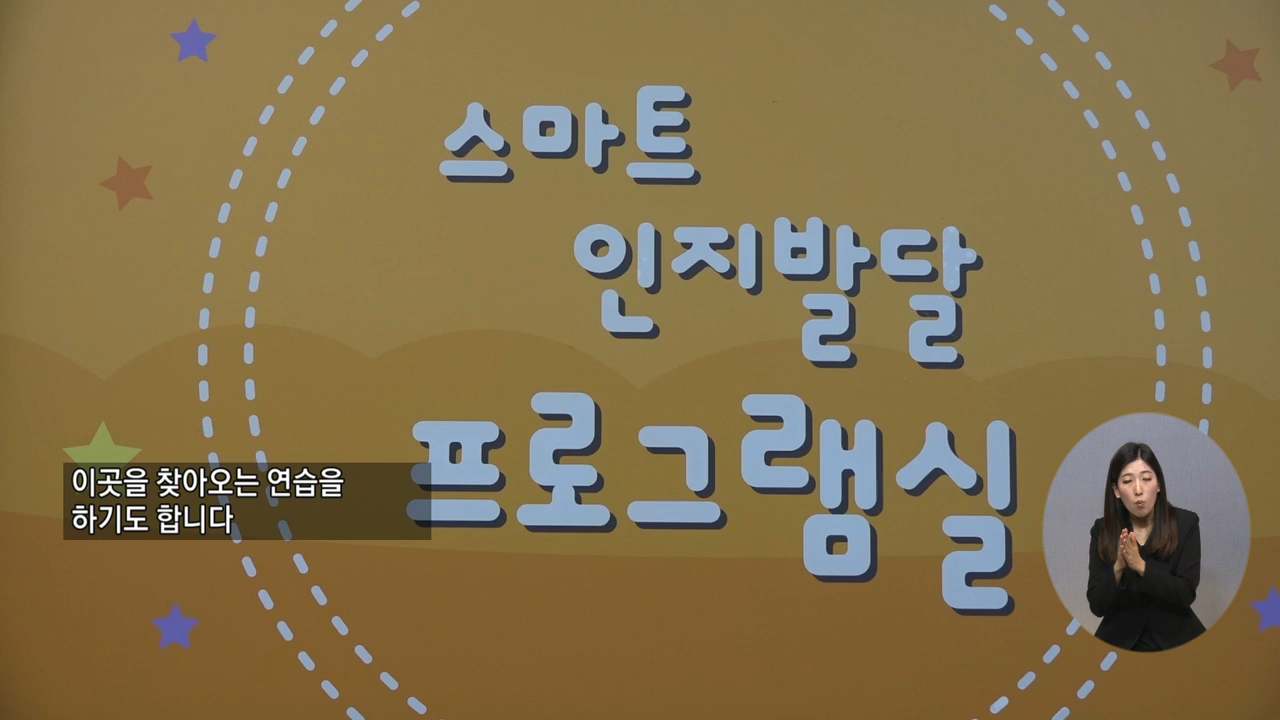 스마트
인지발달
프로그램실
이곳을 찾아오는 연습을
하기도 합니다